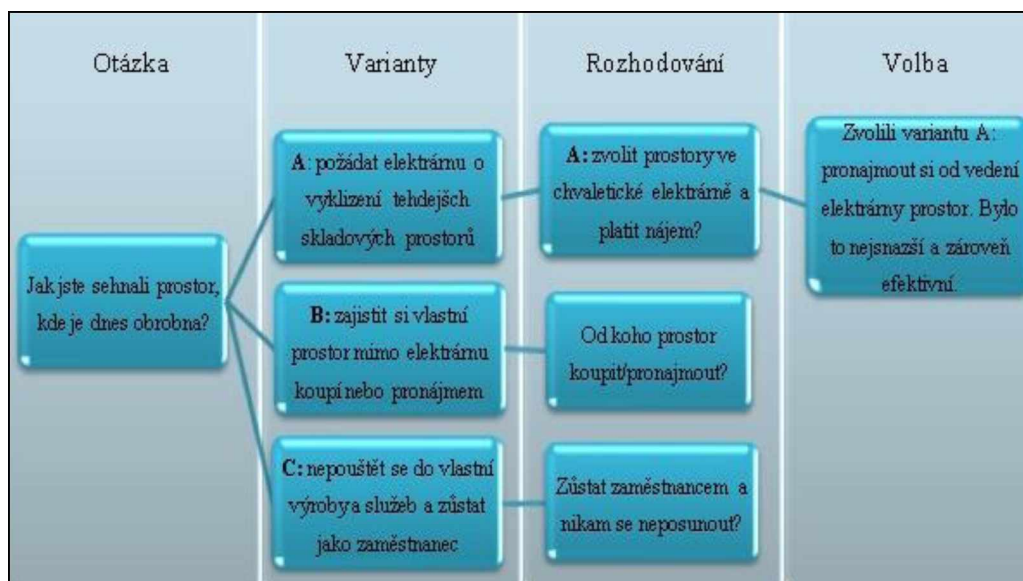 Otázka
Varianty
Rozhodování
Volba
Jak jste sehnali prostor,
kde je dnes obrobna?
A: požádat elektrárnu o
vyklizení tehdejšch
skladových prostorů
B: zajistit si vlastní
prostor mimo elektrárnu
koupí nebo pronájmem
C: nepouštět se do vlastní
výroby a služeb a zůstat
jako zaměstnanec
A: zvolit prostory ve
chvaletické elektrárně a
platit nájem?
Od koho prostor
koupit/pronajmout?
Zůstat zaměstnancem a
nikam se neposunout?
Zvolili variantu A:
pronajmout si od vedení
elektrárny prostor. Bylo
to nejsnazší a zároveň
efektivní.